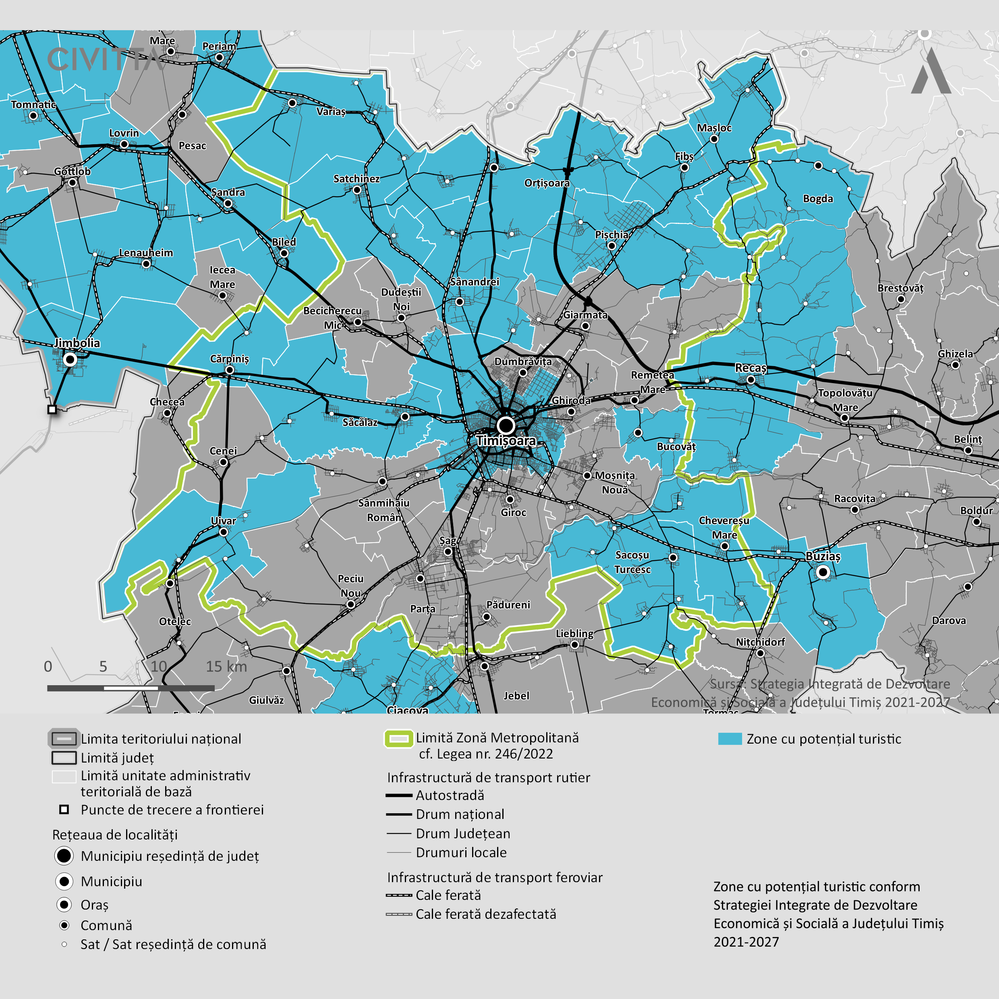 Mare
Periam
CIVITTA
Tomnatic
Variaș
Lovrin
Pesac
Mașloc
Fibș
Gottlob
Satchinez
Orțișoara
Șandra
Bogda
Biled
Pișchia
Lenauheim
Iecea
Mare
Sânandrei
Dudeștii
Noi
Brestovăț
Becicherecu
Mic
Giarmata
Jimbolia
Cărpiniș
Dumbrăvița
Ghizela
Remetea
Mare
Recaș
Topolovățu
Mare
Checea
Ghiroda
Săcălaz
Timișoara
Bucovăț
Belinț
Cenei
Moșnița
Nouă
Sânmihaiu
Român
Giroc
Racovița
Boldur
Uivar
Chevereșu
Mare
Șag
Sacoșu
Turcesc
Buziaș
Peciu
Nou
Parța
Pădureni
Otelec
Darova
Liebling
Nițchidorf
0 5 10 15 km
Giulvăz
Jebel
Ciacova
Sursa: Strategia Integrată de Dezvoltare
Economică și Socială a Județului Timiș 2021-2027
Limita teritoriului național
Limită județ
Limită unitate administrativ
teritorială de bază
Puncte de trecere a frontierei
Rețeaua de localități
Municipiu reședință de județ
Municipiu
Oraș
Comună
Sat / Sat reședință de comună
Limită Zonă Metropolitană
cf. Legea nr. 246/2022
Infrastructură de transport rutier
Autostradă
Drum național
Drum Județean
Drumuri locale
Infrastructură de transport feroviar
Cale ferată
Cale ferată dezafectată
Zone cu potențial turistic
Zone cu potențial turistic conform
Strategiei Integrate de Dezvoltare
Economică și Socială a Județului Timiș
2021-2027